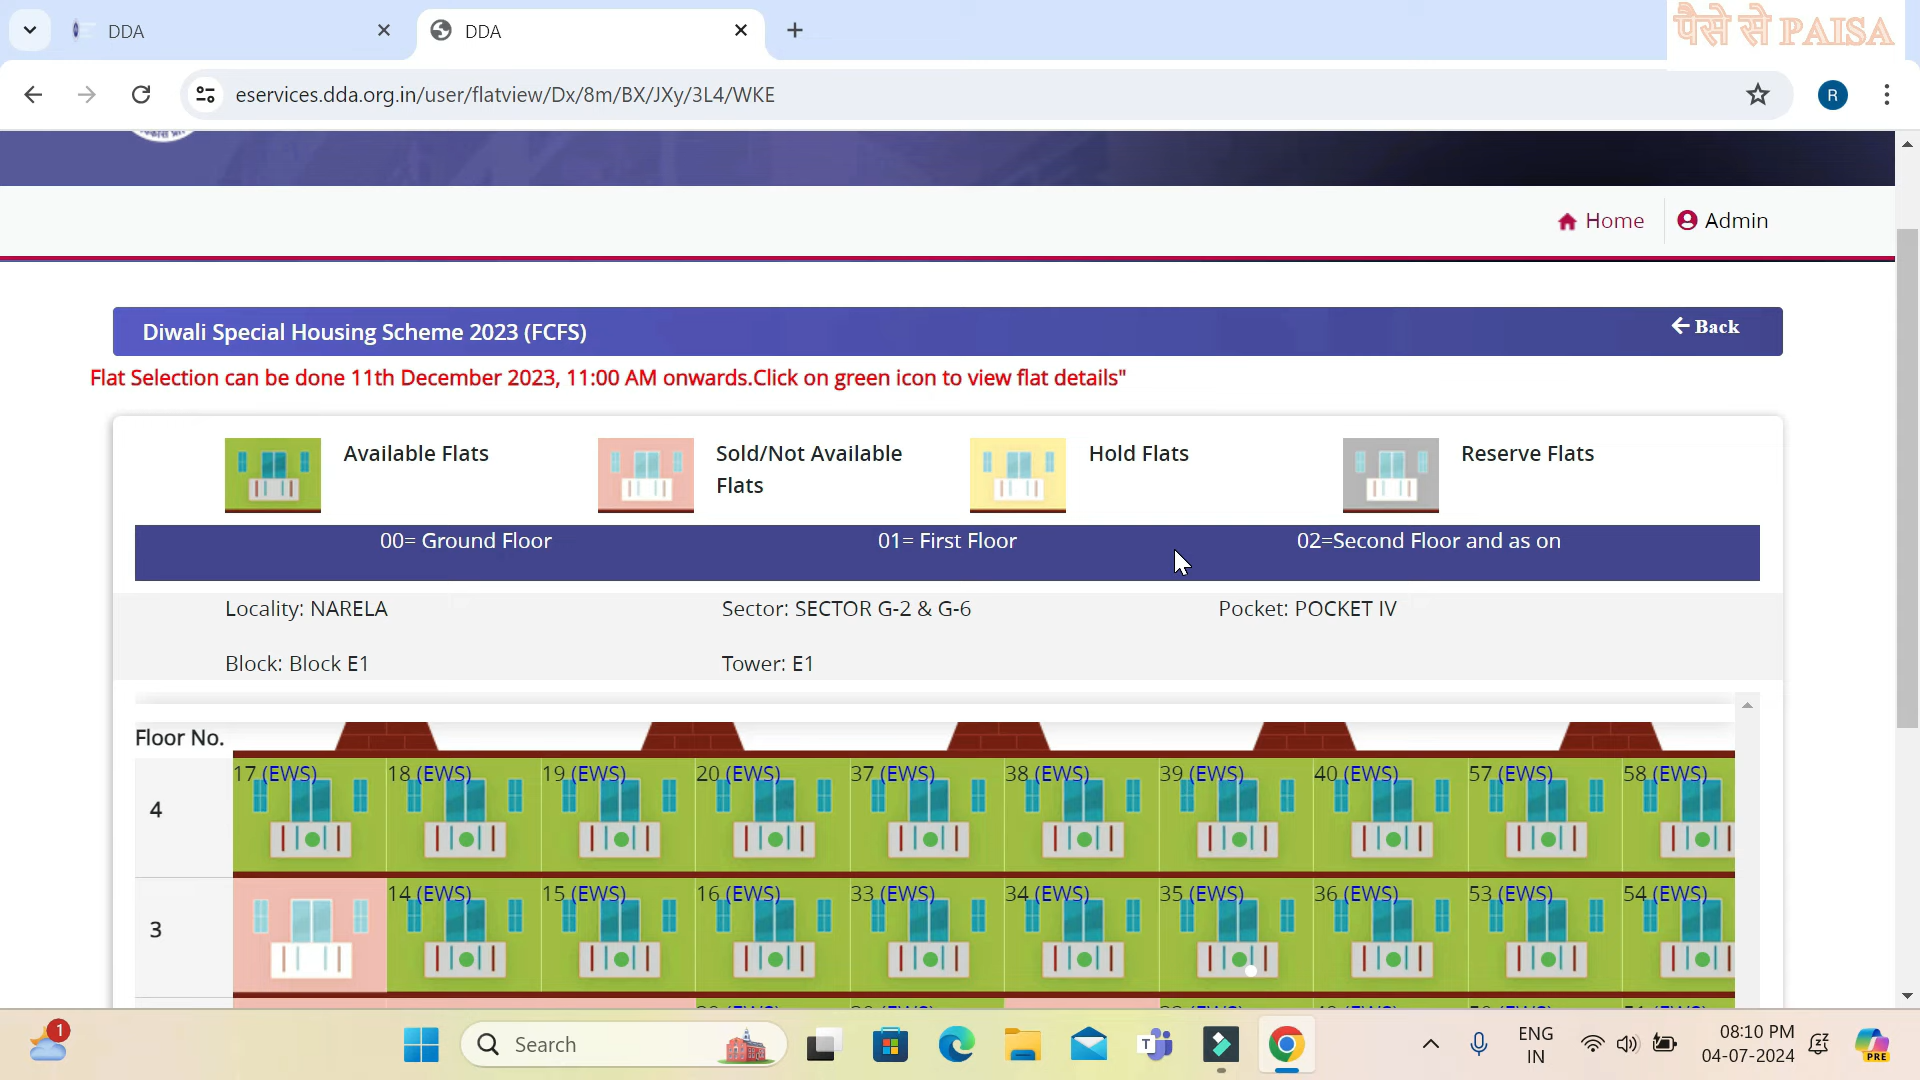 DDA
DDA
पैसे से PAISA
eservices.dda.org.in/user/flatview/Dx/8m/BX/JXy/3L4/WKE
R
Home
Admin
Diwali Special Housing Scheme 2023 (FCFS)
Back
Flat Selection can be done 11th December 2023, 11:00 AM onwards.Click on green icon to view flat details"
Available Flats
Sold/Not Available
Flats
Hold Flats
Reserve Flats
00= Ground Floor
01= First Floor
02=Second Floor and as on
Locality: NARELA
Sector: SECTOR G-2 & G-6
Pocket: POCKET IV
Block: Block E1
Tower: E1
Floor No.
4
17 (EWS) 18 (EWS) 19 (EWS) 20 (EWS) 37 (EWS) 38 (EWS) 39 (EWS) 40 (EWS) 57 (EWS) 58 (EWS)
3
14 (EWS) 15 (EWS) 16 (EWS) 33 (EWS) 34 (EWS) 35 (EWS) 36 (EWS) 53 (EWS) 54 (EWS)
1
Search
T
ENG
IN
08:10 PM
04-07-2024
PRE